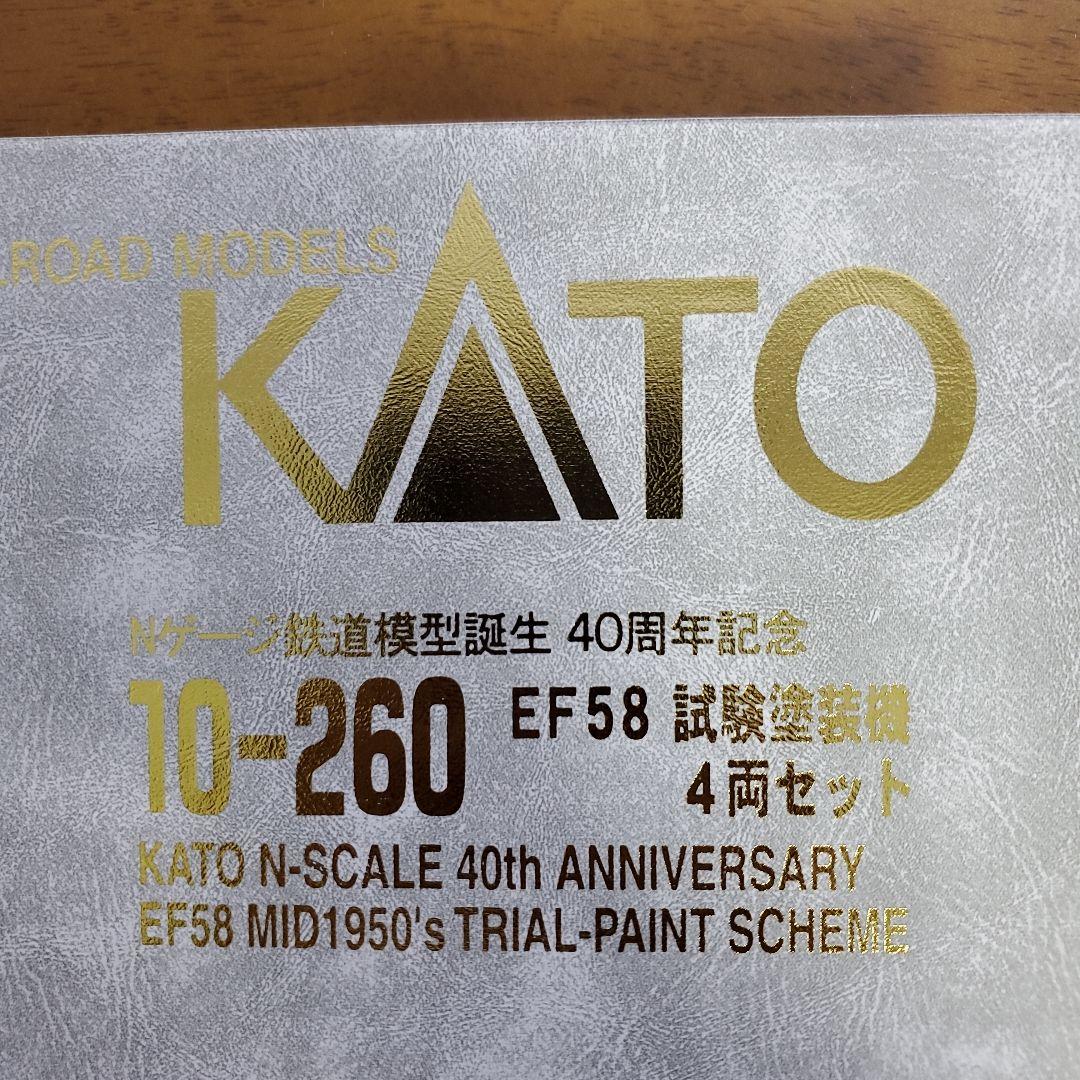 LROAD MODELS
KATO
Nゲージ鉄道模型誕生 40周年記念
10-260 EF58 試験塗装機
4両セット
KATO N-SCALE 40th ANNIVERSARY
EF58 MID1950's TRIAL-PAINT SCHEME